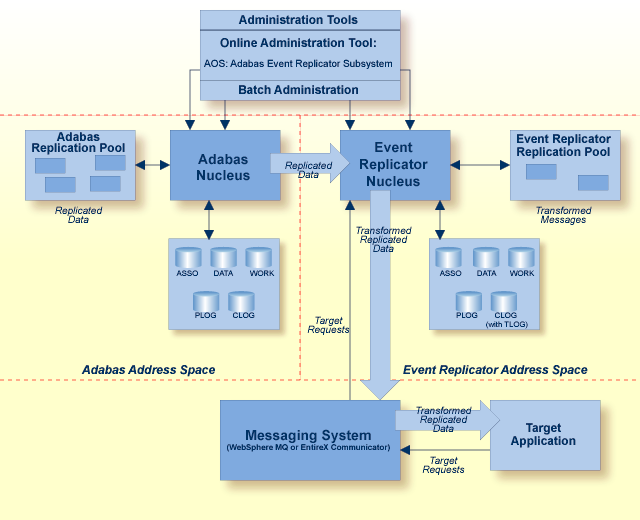 Administration Tools
Online Administration Tool:
AOS: Adabas Event Replicator Subsystem
Batch Administration
Adabas
Replication Pool
Replicated
Data
Adabas
Nucleus
Replicated
Data
Event
Replicator
Nucleus
Event Replicator
Replication Pool
Transformed
Messages
Transformed
Replicated
Data
ASSO
DATA
WORK
PLOG
CLOG
ASSO
DATA
WORK
PLOG
CLOG
(with TLOG)
Target
Requests
Adabas Address Space
Event Replicator Address Space
Messaging System
(WebSphere MQ or EntireX Communicator)
Transformed
Replicated
Data
Target
Requests
Target
Application